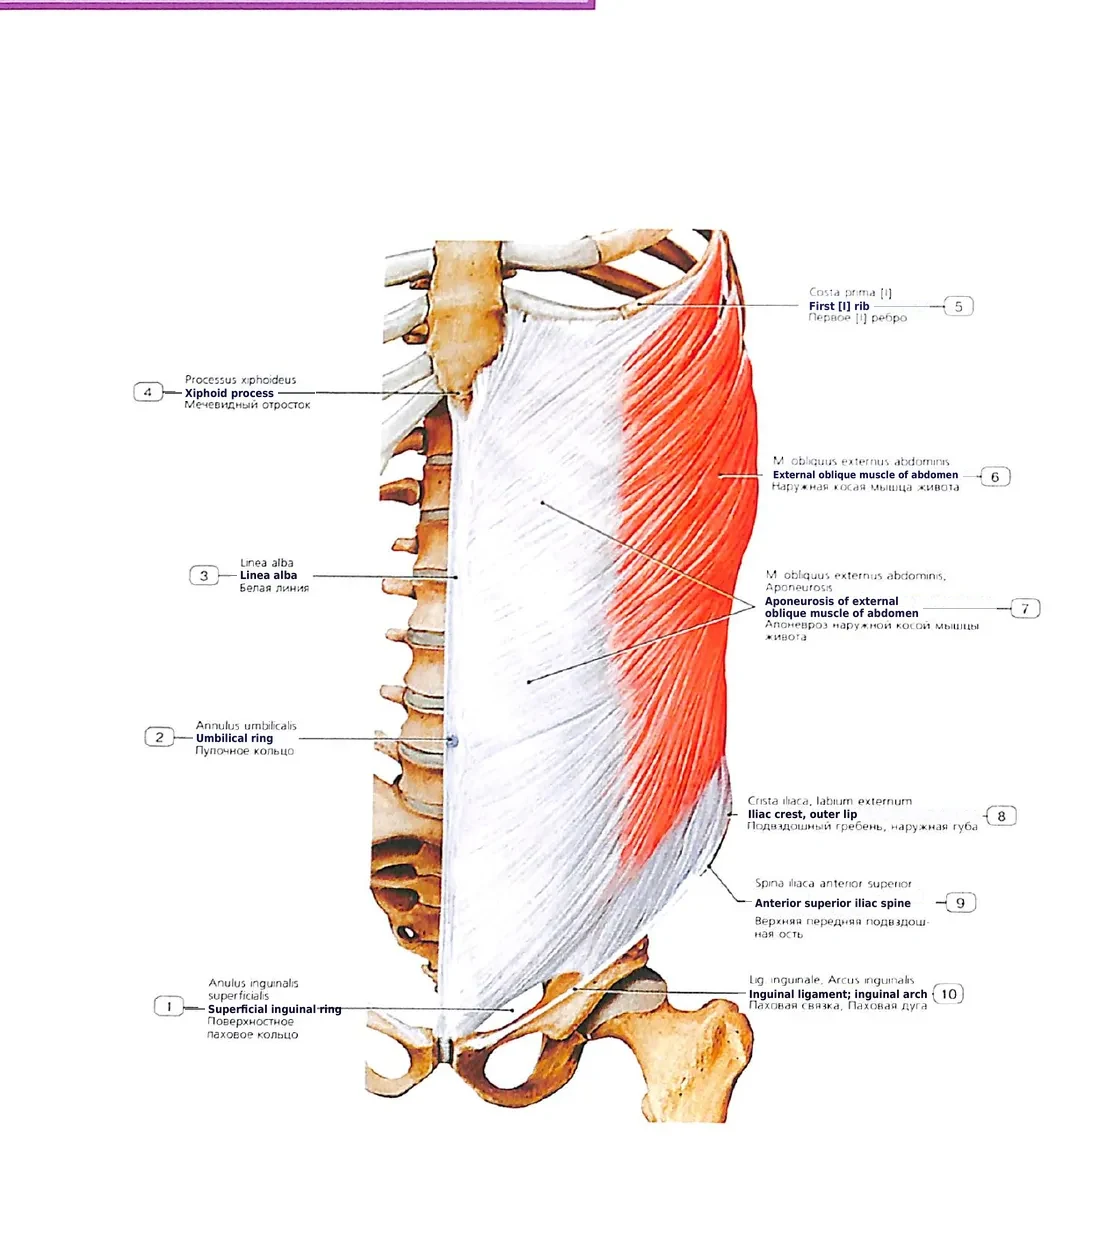 Costa prima [I]
First [I] rib
Первое [I] ребро
5
Processus xiphoideus
Xiphoid process
Мечевидный отросток
4
M. obliquus externus abdominis
External oblique muscle of abdomen
Наружная косая мышца живота
6
Linea alba
Linea alba
Белая линия
3
M. obliquus externus abdominis,
Aponeurosis
Aponeurosis of external
oblique muscle of abdomen
Апоневроз наружной косой мышцы
живота
7
Annulus umbilicalis
Umbilical ring
Пупочное кольцо
2
Crista iliaca, labium externum
Iliac crest, outer lip
Подвздошный гребень, наружная губа
8
Spina iliaca anterior superior
Anterior superior iliac spine
Верхняя передняя подвздош-
ная ость
9
Anulus inguinalis
superficialis
Superficial inguinal ring
Поверхностное
паховое кольцо
1
Lig. inguinale, Arcus inguinalis
Inguinal ligament; inguinal arch
Паховая связка, Паховая дуга
10